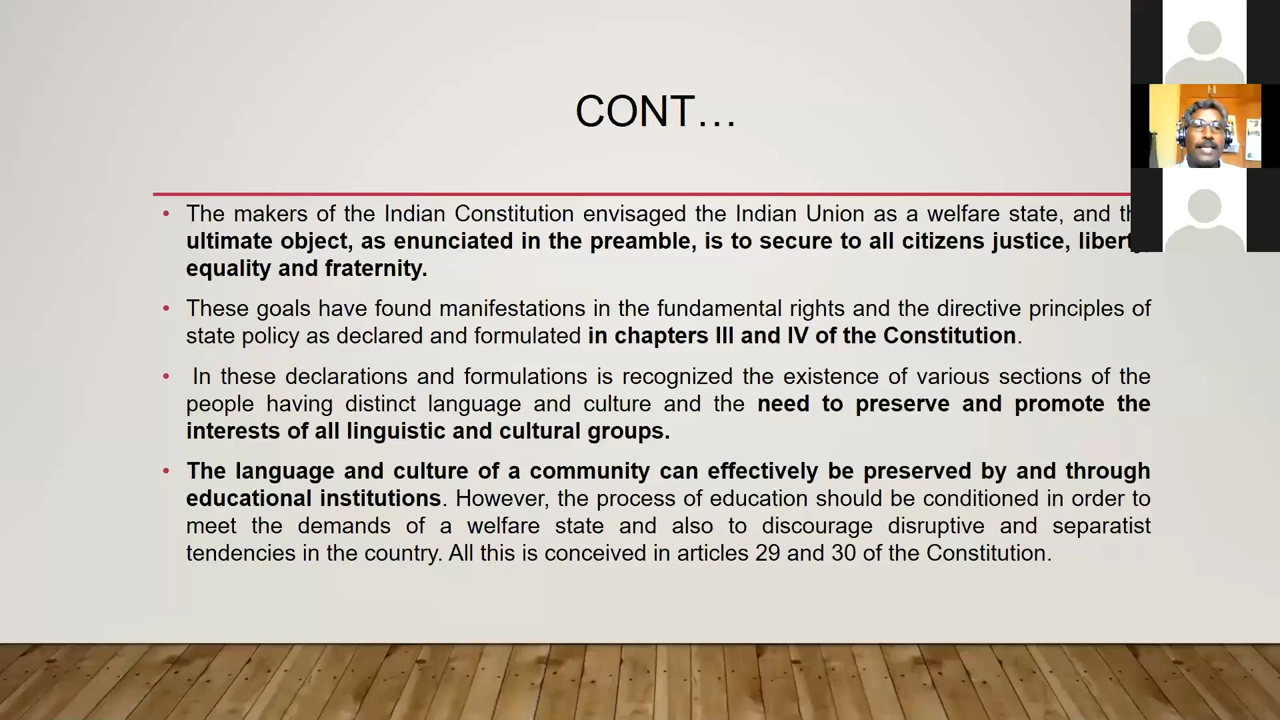 CONT...
• The makers of the Indian Constitution envisaged the Indian Union as a welfare state, and
ultimate object, as enunciated in the preamble, is to secure to all citizens justice,
equality and fraternity.
• These goals have found manifestations in the fundamental rights and the directive principles of
state policy as declared and formulated in chapters III and IV of the Constitution.
• In these declarations and formulations is recognized the existence of various sections of the
people having distinct language and culture and the need to preserve and promote the
interests of all linguistic and cultural groups.
• The language and culture of a community can effectively be preserved by and through
educational institutions. However, the process of education should be conditioned in order to
meet the demands of a welfare state and also to discourage disruptive and separatist
tendencies in the country. All this is conceived in articles 29 and 30 of the Constitution.